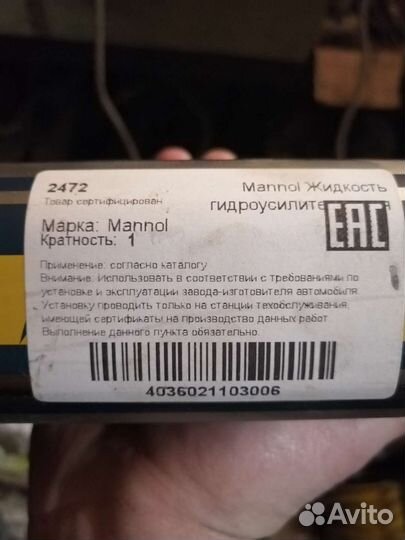 2472
Товар сертифицирован
Mannol Жидкость
гидроусилите
EAC
Марка: Mannol
Кратность: 1
Применение: согласно каталогу
Внимание: Использовать в соответствии с требованиями по
установке и эксплуатации завода-изготовителя автомобиля.
Установку проводить только на станции техобслуживания,
имеющей сертификаты на производство данных работ.
Выполнение данного пункта обязательно.
4036021103006
Avito